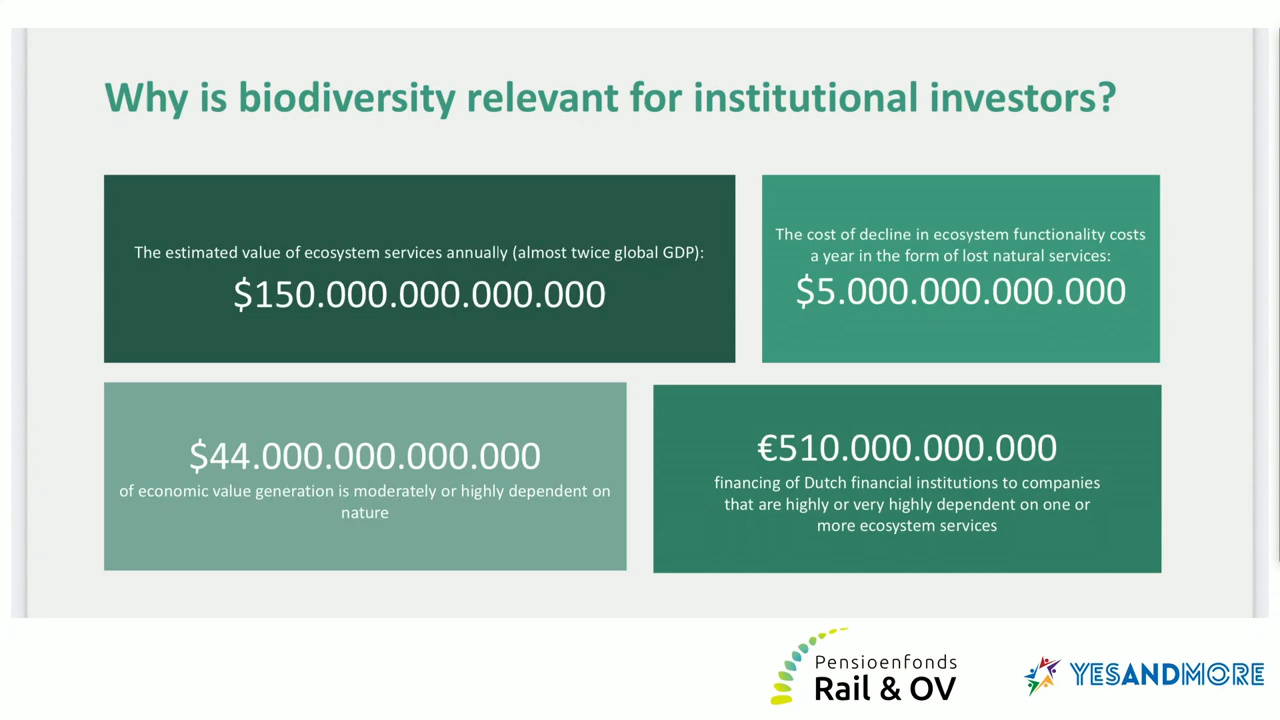 Why is biodiversity relevant for institutional investors?
The estimated value of ecosystem services annually (almost twice global GDP):
$150.000.000.000.000
The cost of decline in ecosystem functionality costs
a year in the form of lost natural services:
$5.000.000.000.000
$44.000.000.000.000
of economic value generation is moderately or highly dependent on
nature
€510.000.000.000
financing of Dutch financial institutions to companies
that are highly or very highly dependent on one or
more ecosystem services
Pensioenfonds
Rail & OV
YESANDMORE